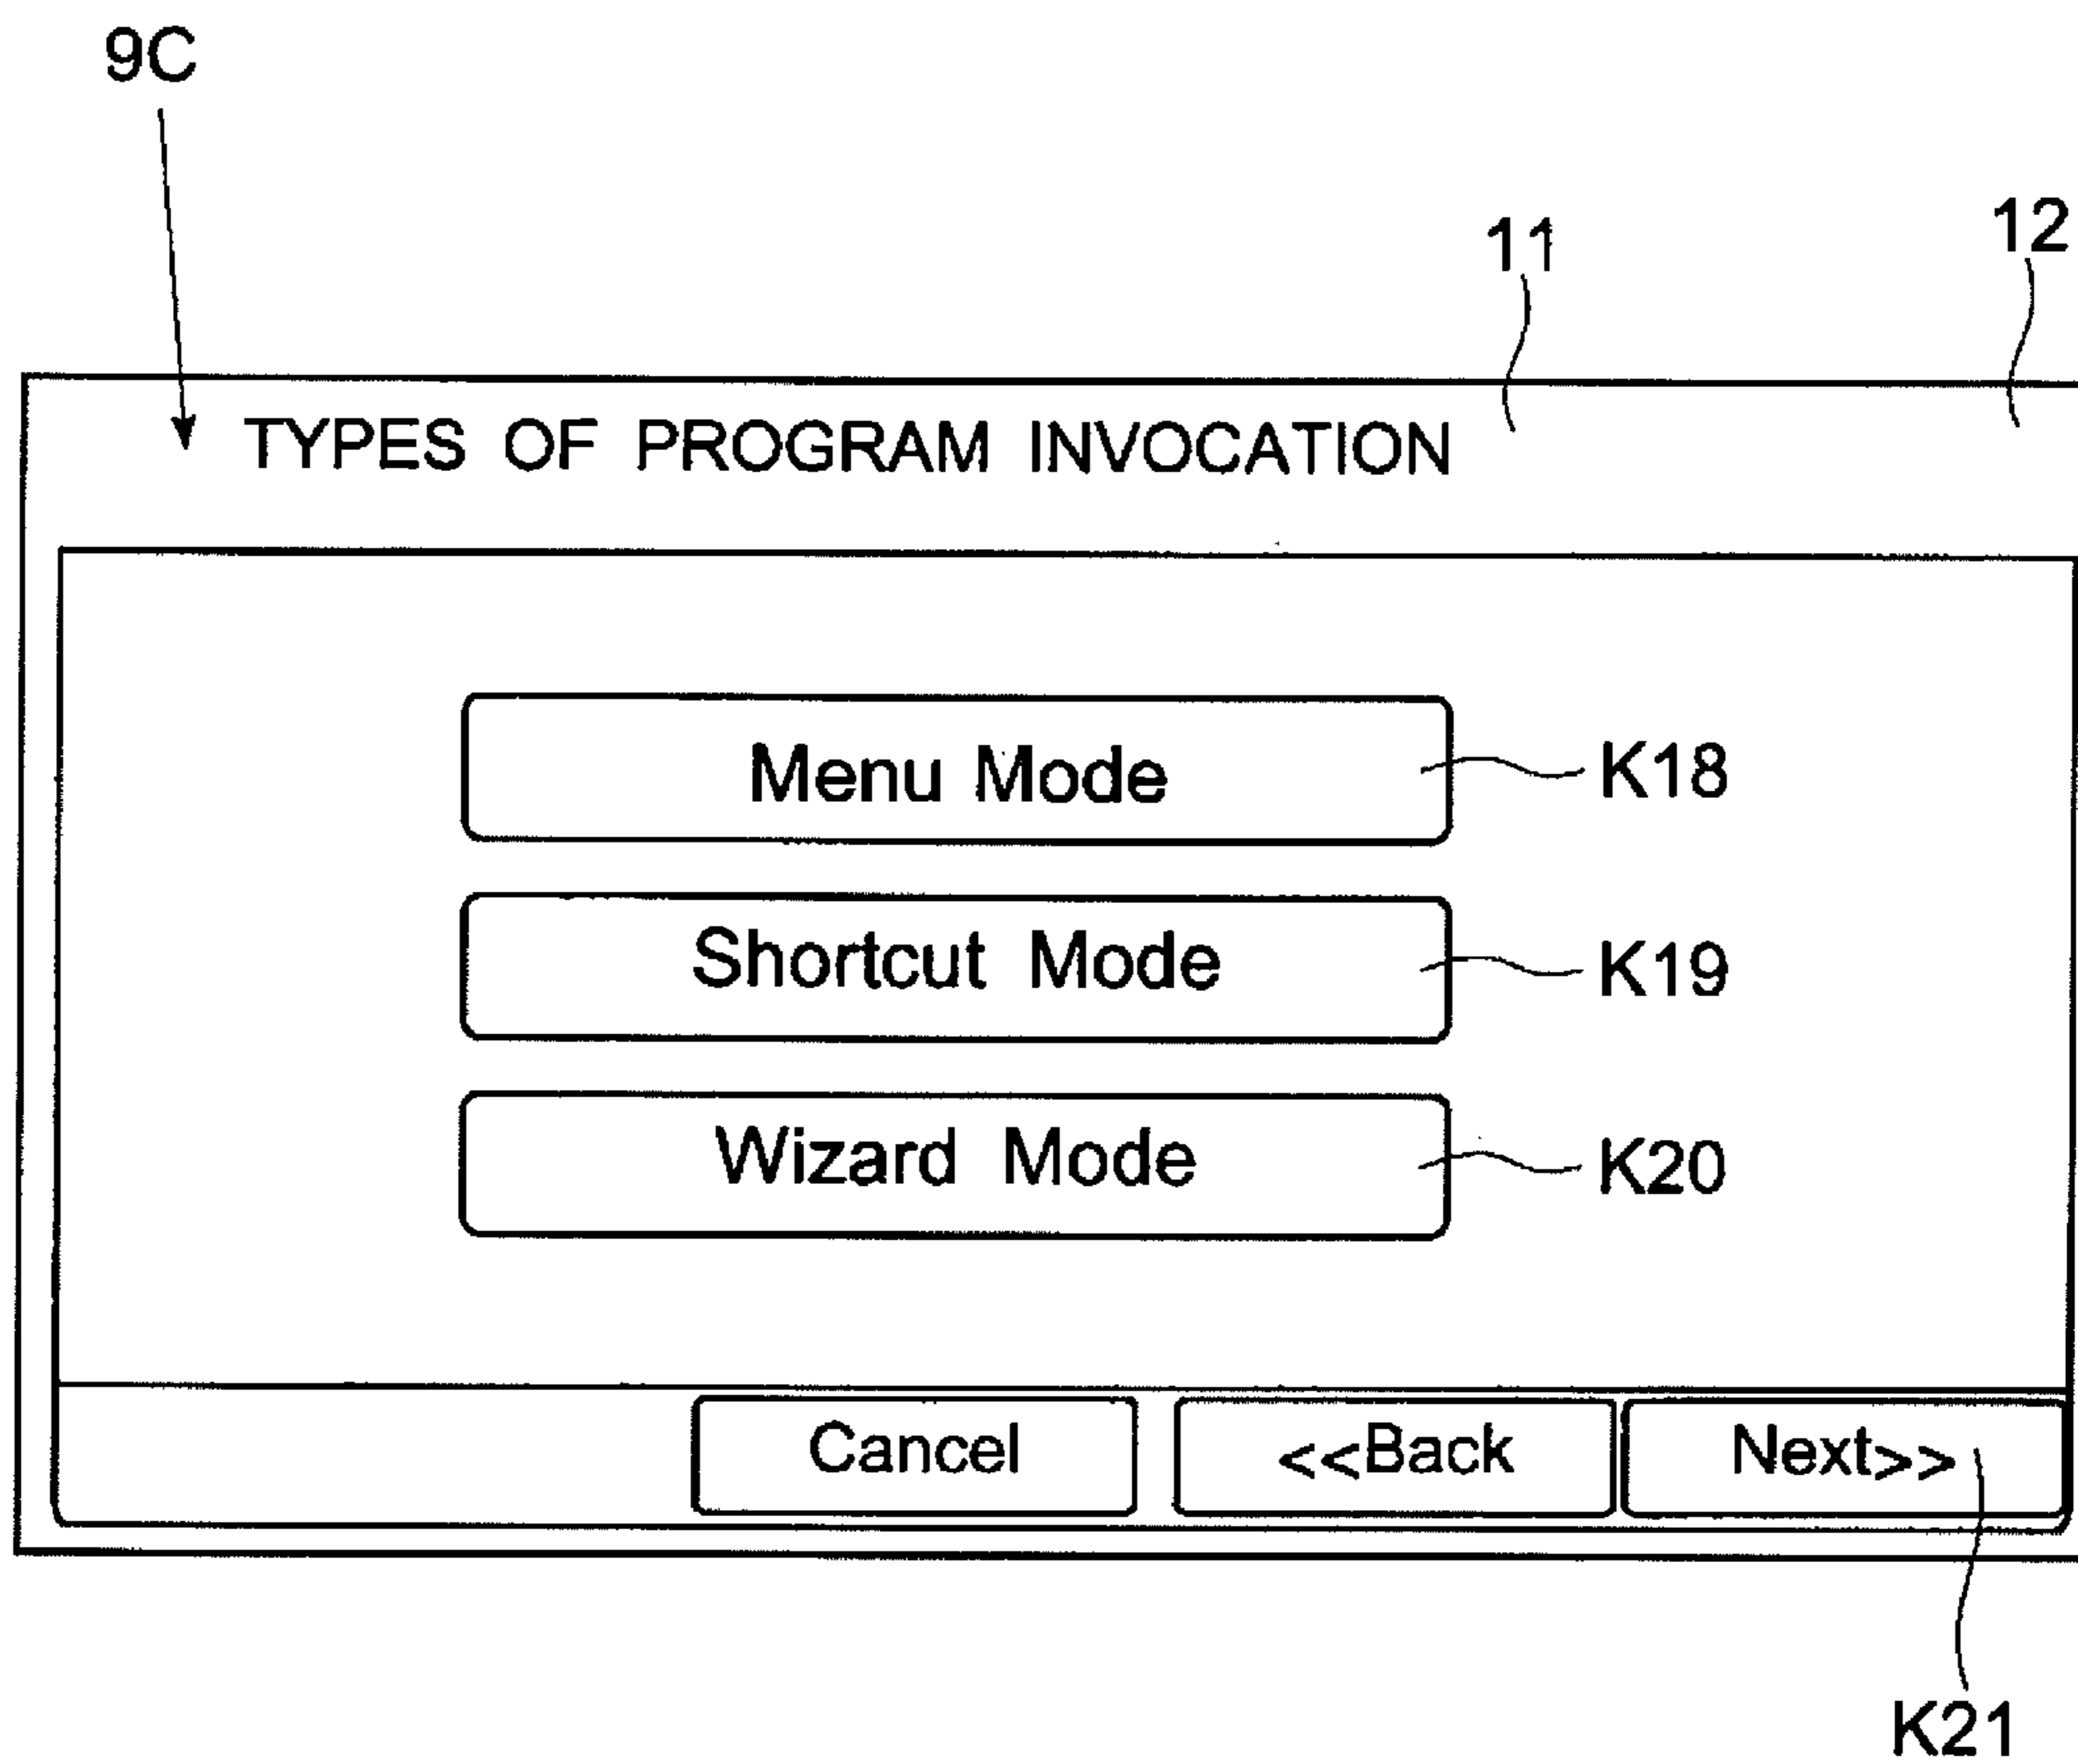 9C
11
12
TYPES OF PROGRAM INVOCATION
Menu Mode
K18
Shortcut Mode
K19
Wizard Mode
K20
Cancel
<<Back
Next>>
K21